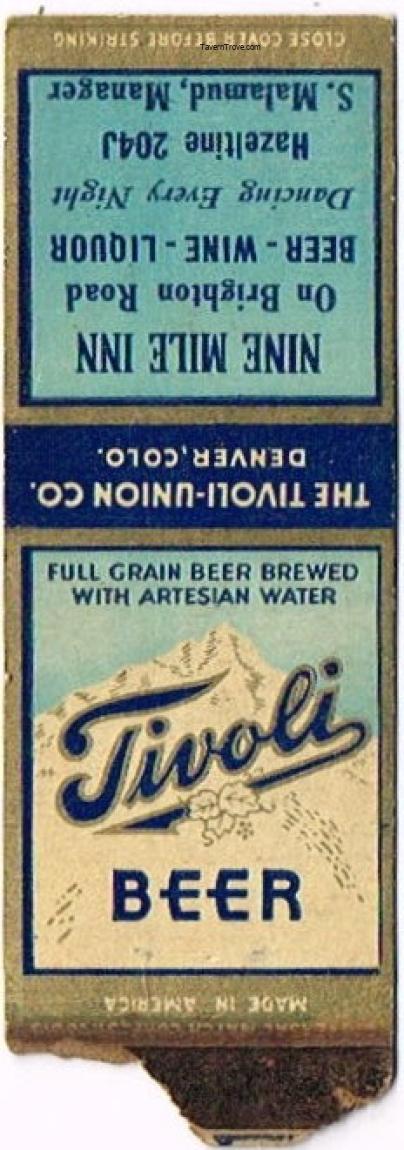 TavernTrove.com
CLOSE COVER BEFORE STRIKING
NINE MILE INN
On Brighton Road
BEER - WINE - LIQUOR
Dancing Every Night
Hazeltine 204J
S. Malamud, Manager
THE TIVOLI-UNION CO.
DENVER, COLO.
FULL GRAIN BEER BREWED
WITH ARTESIAN WATER
Tivoli
BEER
MADE IN AMERICA